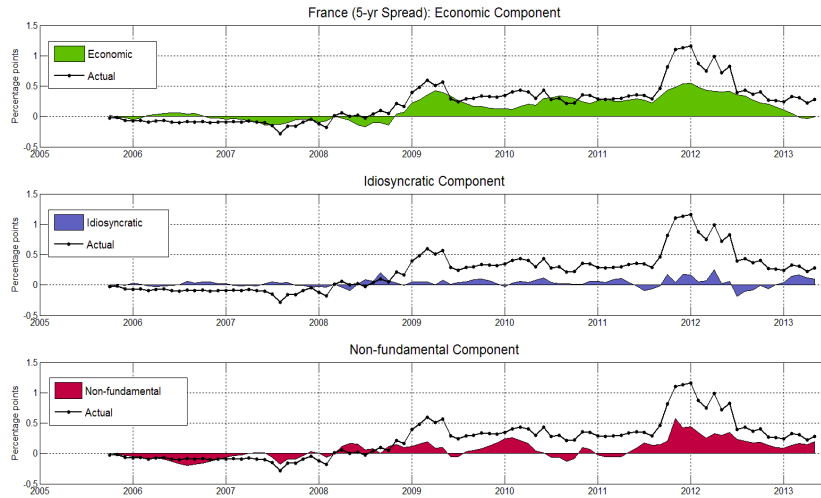 France (5-yr Spread): Economic Component
Percentage points
1.5
1
0.5
0
-0.5
Economic
Actual
2005 2006 2007 2008 2009 2010 2011 2012 2013
Idiosyncratic Component
Percentage points
1.5
1
0.5
0
-0.5
Idiosyncratic
Actual
2005 2006 2007 2008 2009 2010 2011 2012 2013
Non-fundamental Component
Percentage points
1.5
1
0.5
0
-0.5
Non-fundamental
Actual
2005 2006 2007 2008 2009 2010 2011 2012 2013